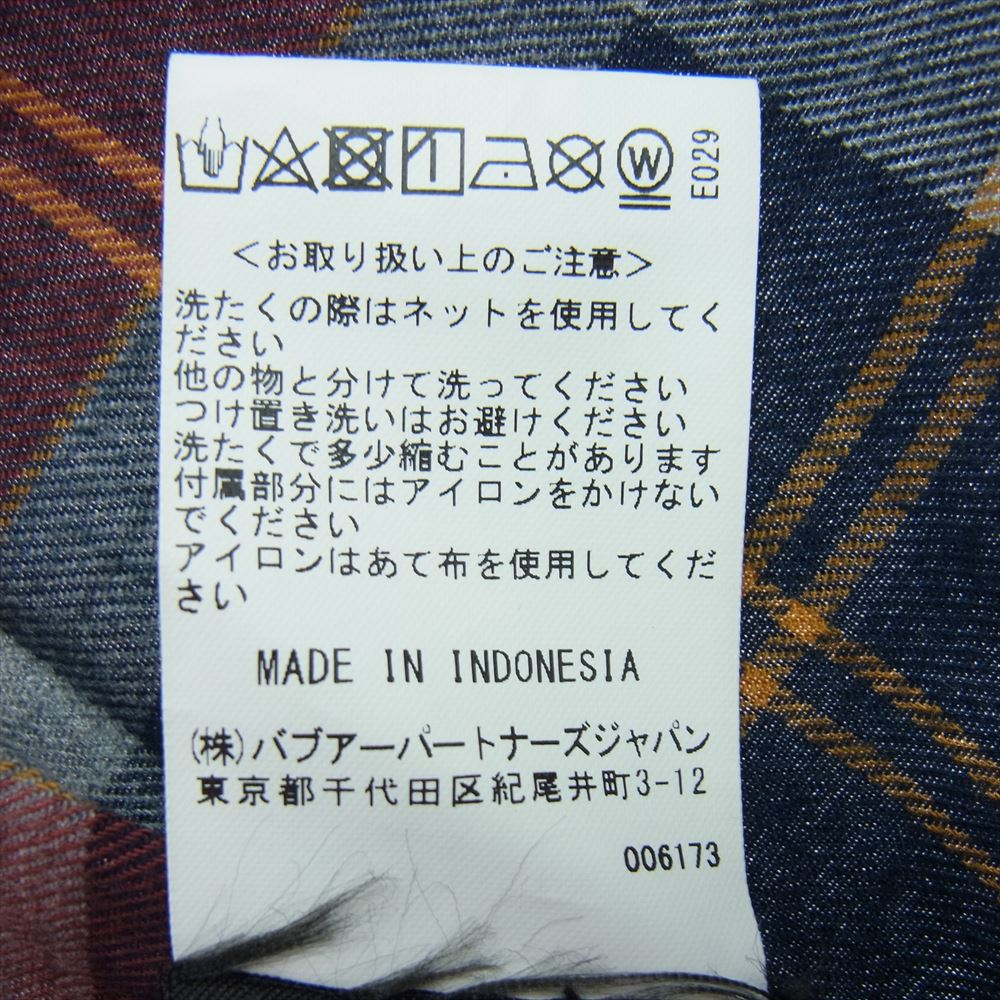 W
E029
<お取り扱い上のご注意>
洗たくの際はネットを使用してく
ださい
他の物と分けて洗ってください
つけ置き洗いはお避けください
洗たくで多少縮むことがあります
付属部分にはアイロンをかけない
でください
アイロンはあて布を使用してくだ
さい
MADE IN INDONESIA
(株)バブアーパートナーズジャパン
東京都千代田区紀尾井町3-12
006173